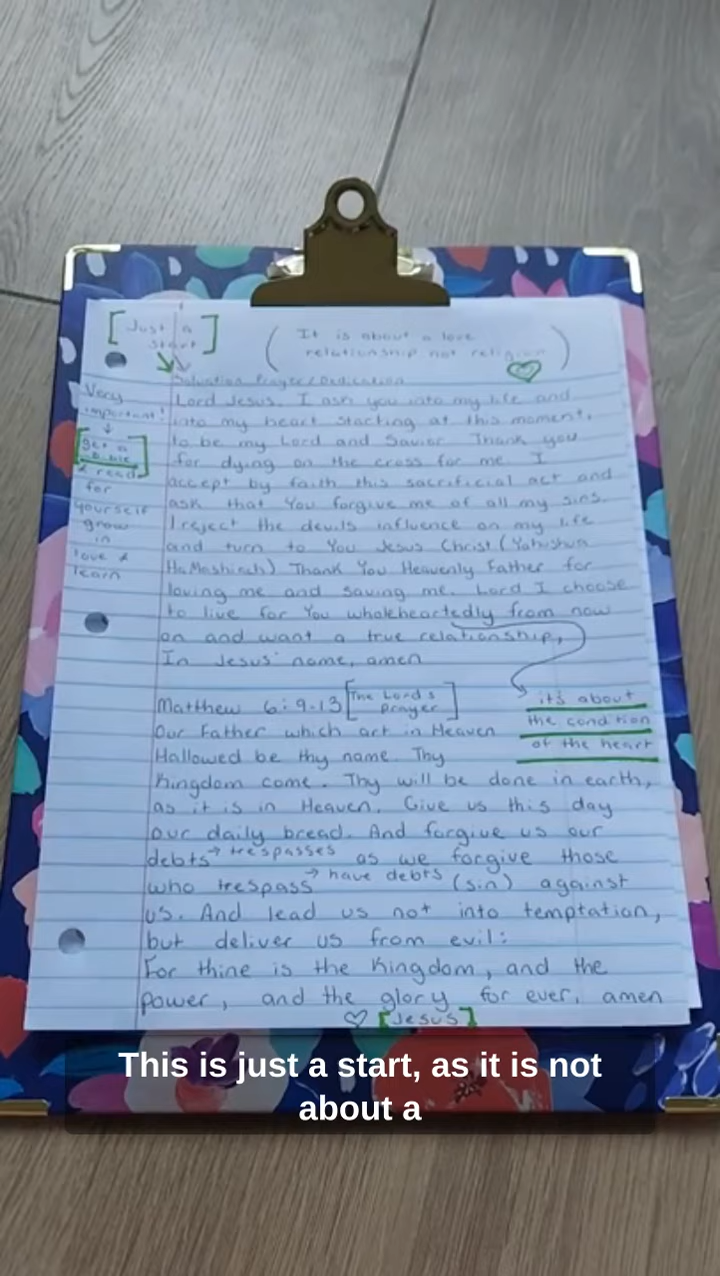 [Just a
Start]
(It is about a love
relationship not religion)
Salvation Prayer/Dedication
Very
important!
get a
Bible
& read
for
yourself
grow
in
love &
learn
Lord Jesus, I ask you into my life and
into my heart starting at this moment,
to be my Lord and Savior. Thank you
for dying on the cross for me. I
accept by faith this sacrificial act and
ask that You forgive me of all my sins.
I reject the devils influence on my life
and turn to You Jesus Christ (Yahushua
HaMashiach) Thank You Heavenly Father for
loving me and saving me. Lord I choose
to live for You wholeheartedly from now
on and want a true relationship,
In Jesus' name, amen
it's about
the condition
of the heart
Matthew 6:9-13 [The Lord's
Prayer]
Our Father which art in Heaven
Hallowed be thy name. Thy
Kingdom come. Thy will be done in earth,
as it is in Heaven. Give us this day
our daily bread. And forgive us our
debts → trespasses as we forgive those
who trespass → have debts (sin) against
us. And lead us not into temptation,
but deliver us from evil:
For thine is the Kingdom, and the
power, and the glory for ever, amen
♡ [Jesus]
This is just a start, as it is not
about a